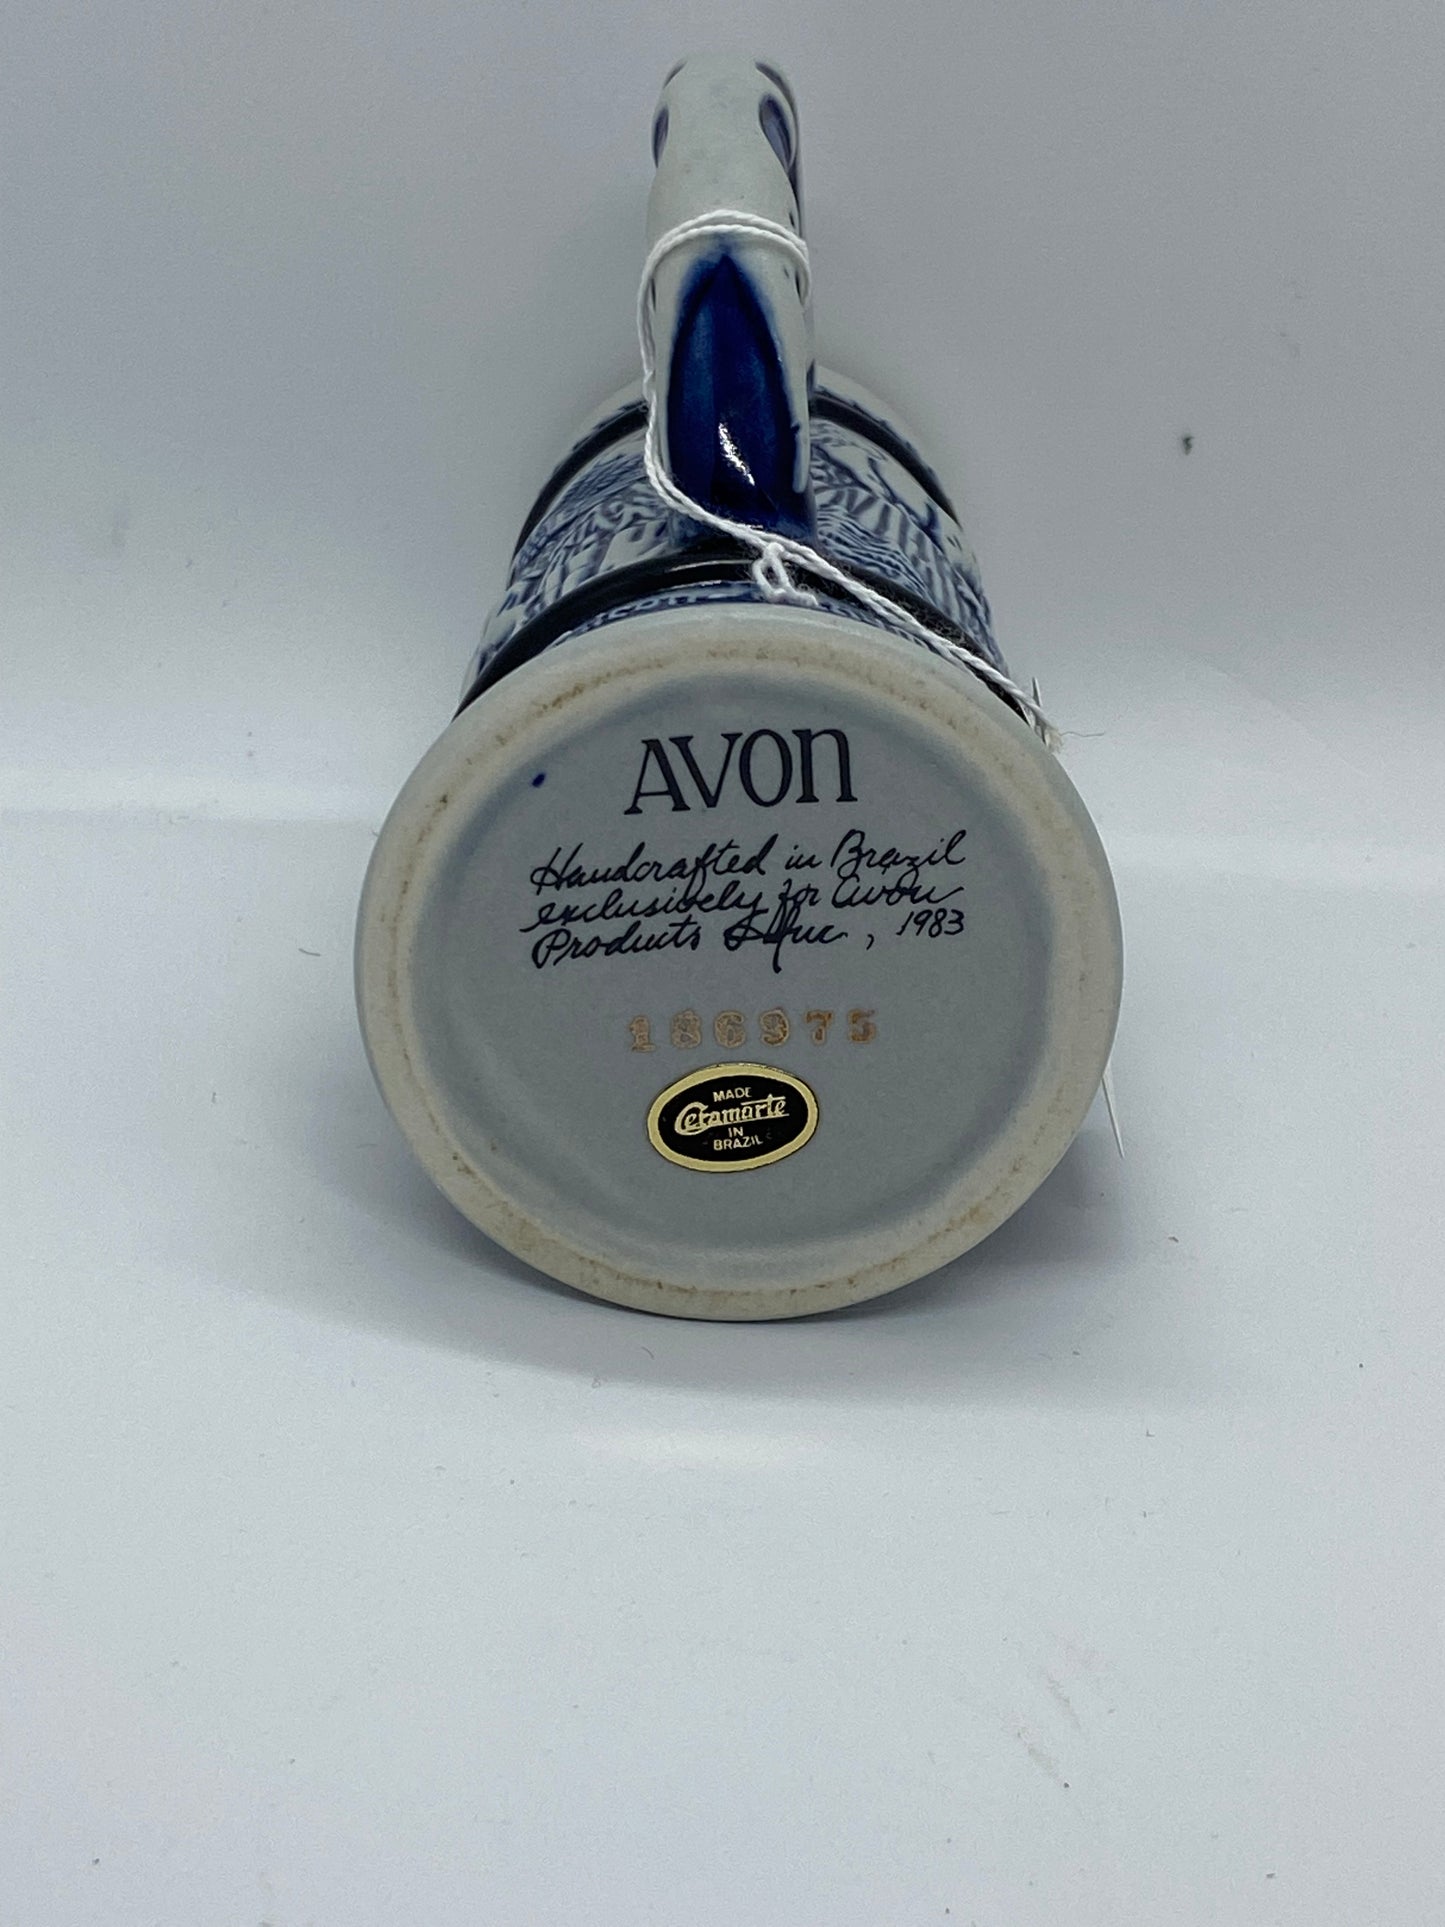 AVON
Handcrafted in Brazil
exclusively for Avon
Products Inc., 1983
186975
MADE
Ceramarte
IN
BRAZIL